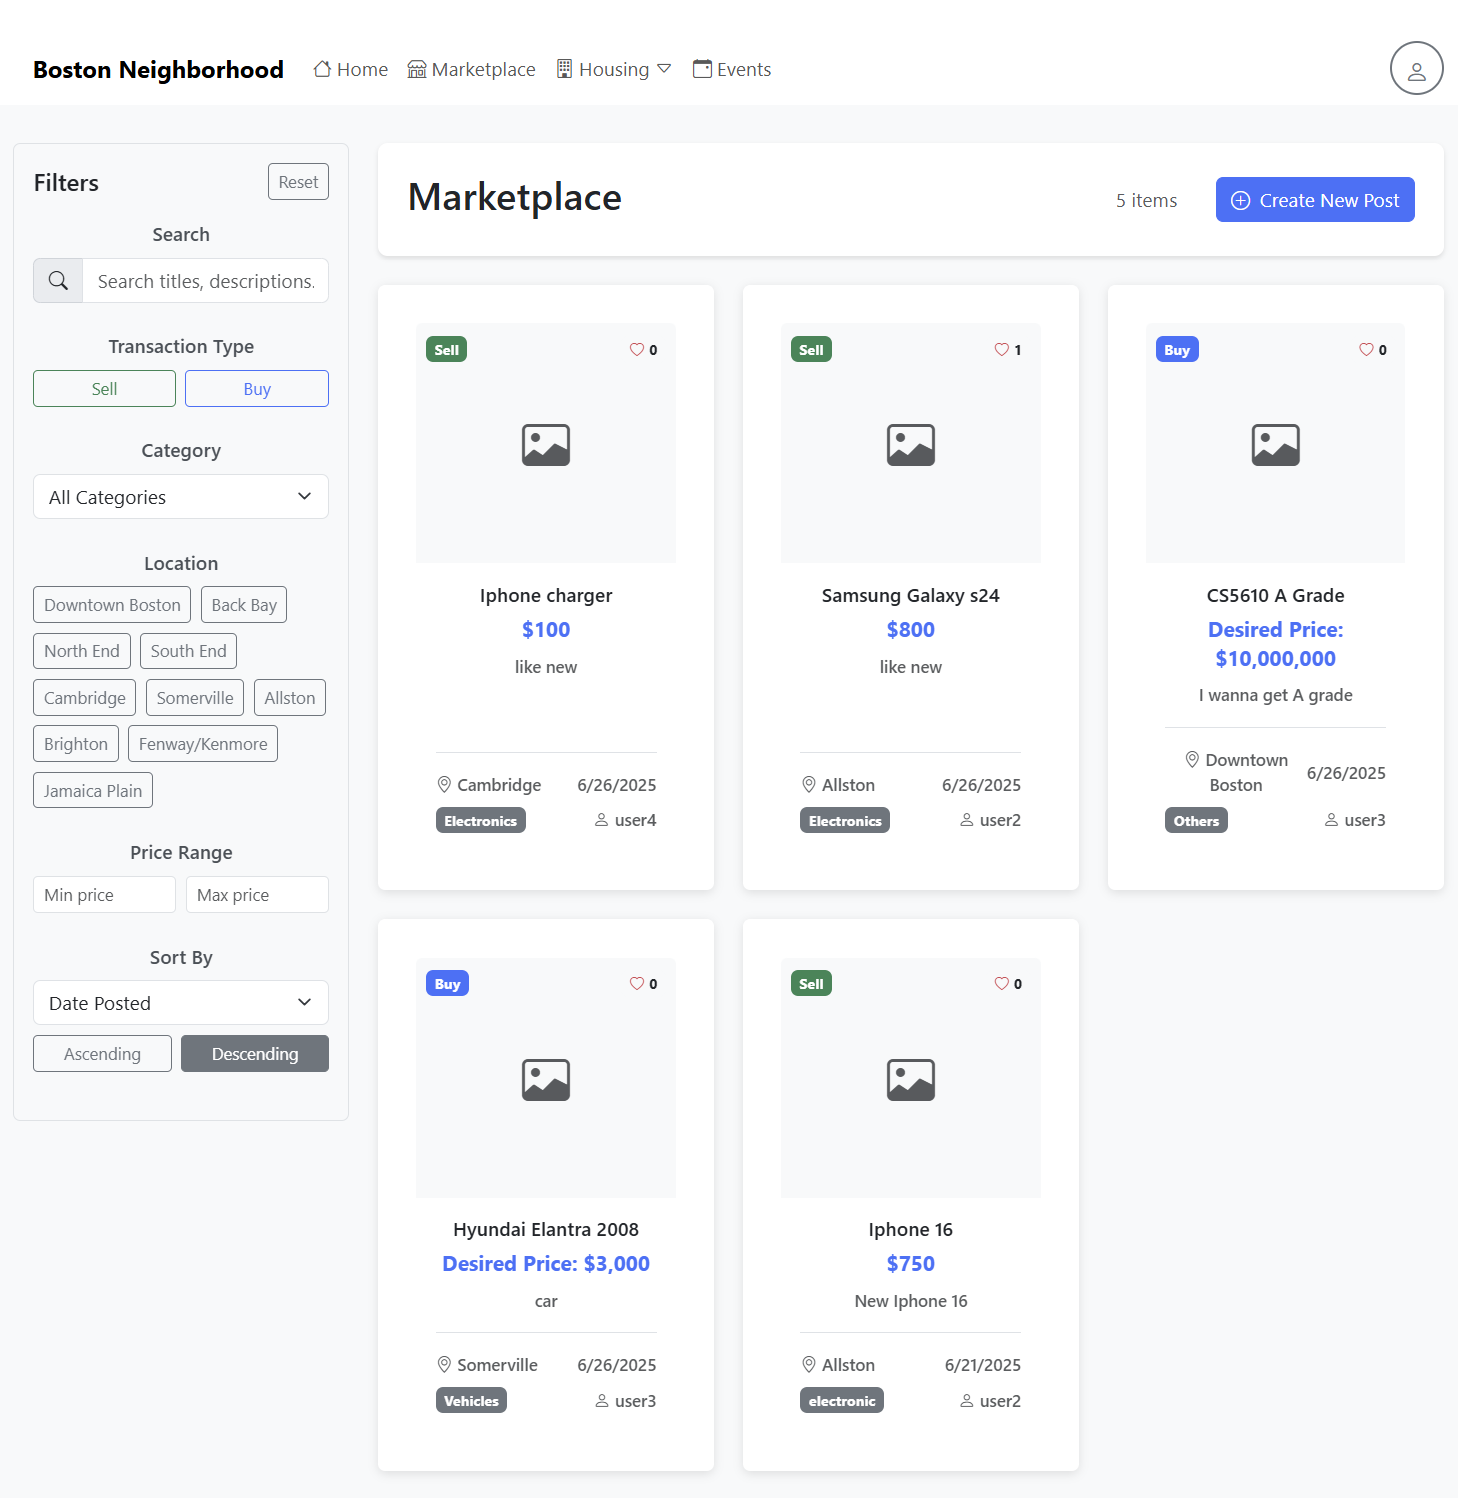 Boston Neighborhood Home Marketplace Housing Events
Filters Reset
Search
Search titles, descriptions.
Transaction Type
Sell Buy
Category
All Categories
Location
Downtown Boston Back Bay
North End South End
Cambridge Somerville Allston
Brighton Fenway/Kenmore
Jamaica Plain
Price Range
Min price Max price
Sort By
Date Posted
Ascending Descending
Marketplace 5 items Create New Post
Sell 0
Iphone charger
$100
like new
Cambridge 6/26/2025
Electronics user4
Sell 1
Samsung Galaxy s24
$800
like new
Allston 6/26/2025
Electronics user2
Buy 0
CS5610 A Grade
Desired Price:
$10,000,000
I wanna get A grade
Downtown
Boston 6/26/2025
Others user3
Buy 0
Hyundai Elantra 2008
Desired Price: $3,000
car
Somerville 6/26/2025
Vehicles user3
Sell 0
Iphone 16
$750
New Iphone 16
Allston 6/21/2025
electronic user2